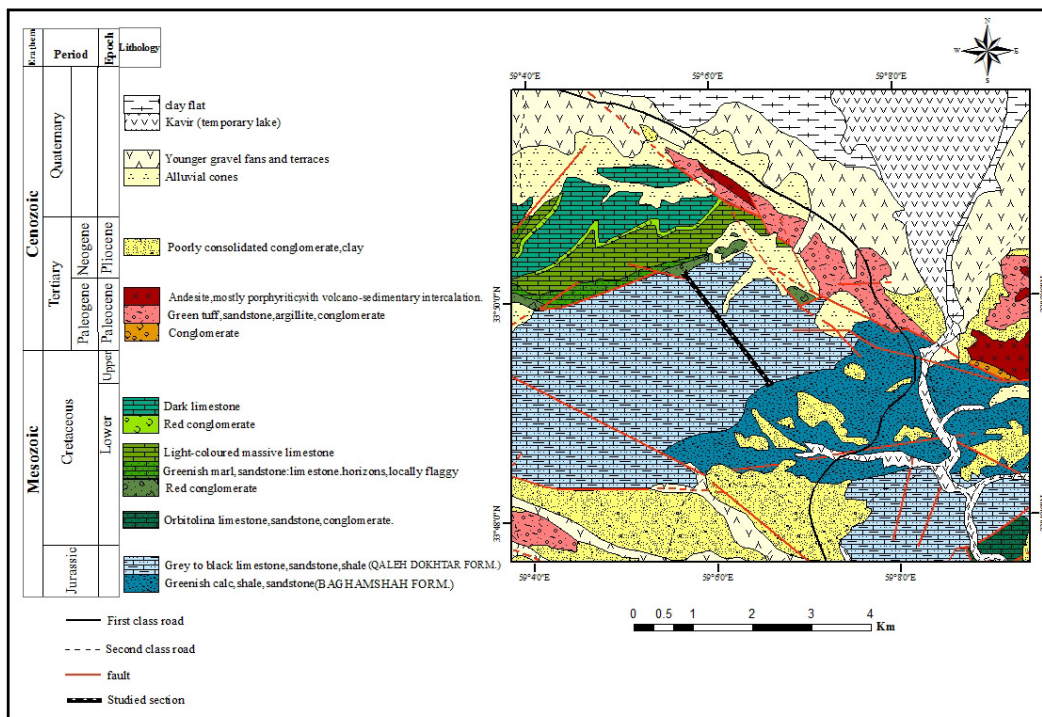 Erathem
Period
Epoch
Lithology
Cenozoic
Quaternary
clay flat
Kavir (temporary lake)
Younger gravel fans and terraces
Alluvial cones
Tertiary
Neogene
Pliocene
Poorly consolidated conglomerate,clay
Paleogene
Paleocene
Andesite,mostly porphyritic,with volcano-sedimentary intercalation.
Green tuff,sandstone,argillite,conglomerate
Conglomerate
Mesozoic
Cretaceous
Upper
Lower
Dark limestone
Red conglomerate
Light-coloured massive limestone
Greenish marl,sandstone:limestone.horizons,locally flaggy
Red conglomerate
Orbitolina limestone,sandstone,conglomerate.
Jurassic
Grey to black limestone,sandstone,shale (QALEH DOKHTAR FORM.)
Greenish calc,shale,sandstone(BAGHAMSHAH FORM.)
First class road
Second class road
fault
Studied section
N
W E
S
59°40'E 59°60'E 59°80'E
33°50'0"N
33°48'0"N
59°40'E 59°60'E 59°80'E
0 0.5 1 2 3 4
Km